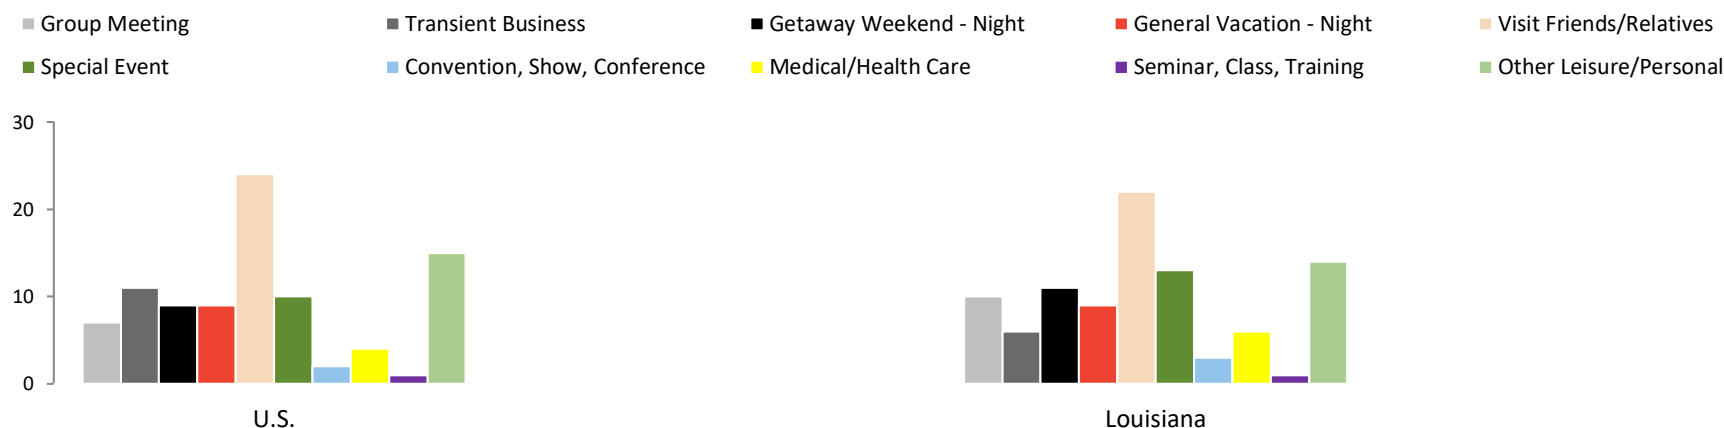 Group Meeting Transient Business Getaway Weekend - Night General Vacation - Night Visit Friends/Relatives
Special Event Convention, Show, Conference Medical/Health Care Seminar, Class, Training Other Leisure/Personal
30
20
10
0
U.S. Louisiana